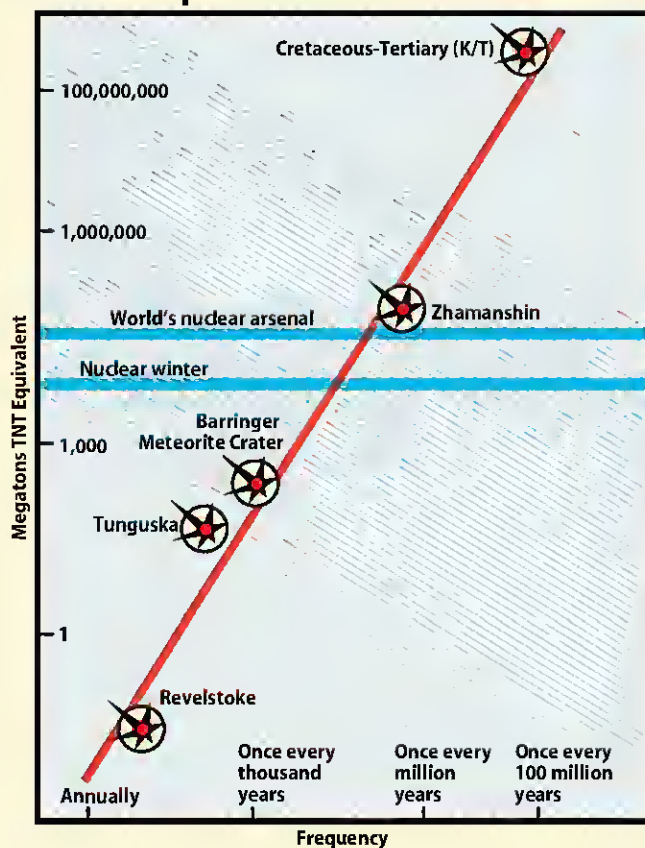 Cretaceous-Tertiary (K/T)
100,000,000
1,000,000
World's nuclear arsenal
Zhamanshin
Nuclear winter
Barringer
Meteorite Crater
1,000
Tunguska
1
Revelstoke
Megatons TNT Equivalent
Annually
Once every
thousand
years
Once every
million
years
Once every
100 million
years
Frequency